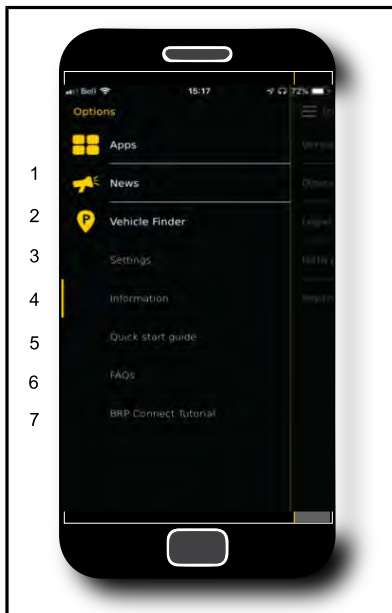 Bell 15:17 72%
Options
Apps
1
News
2
P Vehicle Finder
3 Settings
4 Information
5 Quick start guide
6 FAQs
7 BRP Connect Tutorial